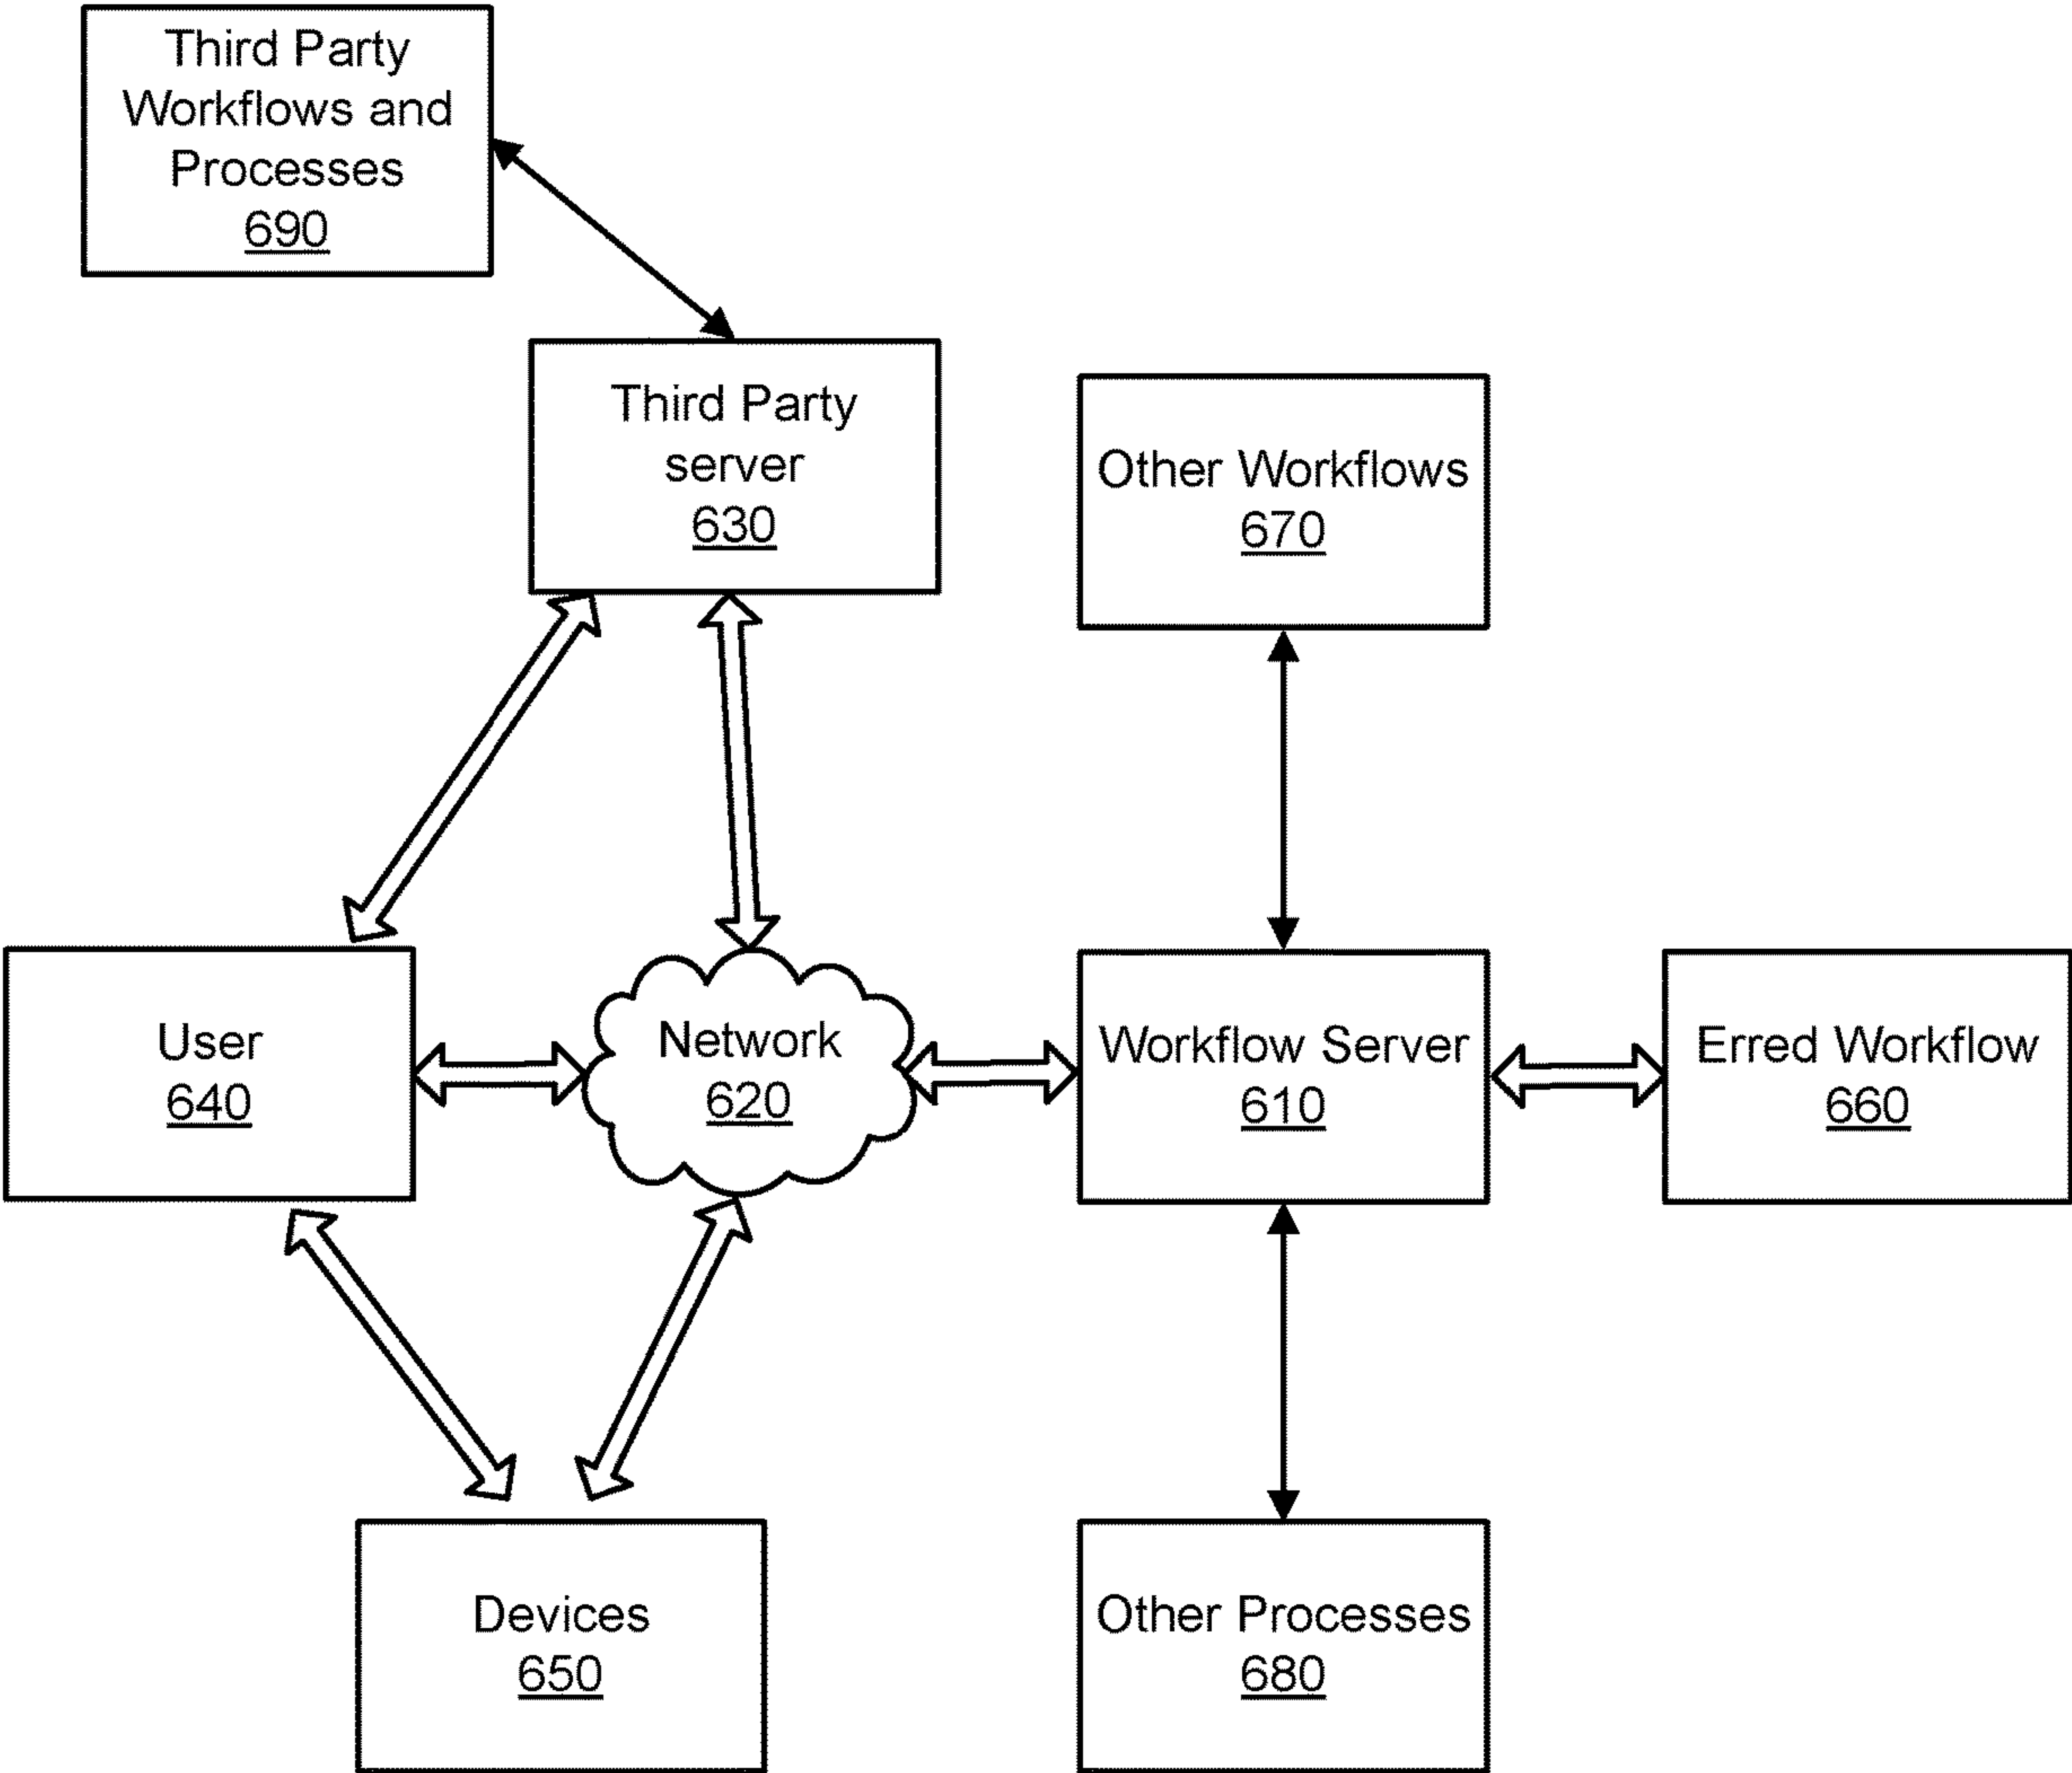 Third Party
Workflows and
Processes
690
Third Party
server
630
Other Workflows
670
User
640
Network
620
Workflow Server
610
Erred Workflow
660
Devices
650
Other Processes
680